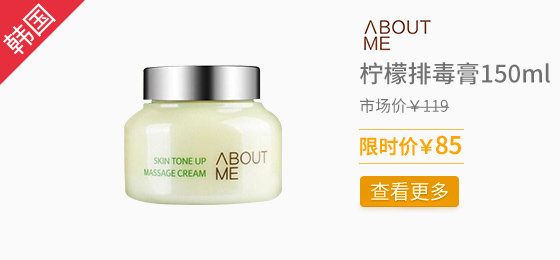 韩国
ABOUT
ME
柠檬排毒膏150ml
市场价￥119
限时价￥85
查看更多
SKIN TONE UP
MASSAGE CREAM
ABOUT
ME